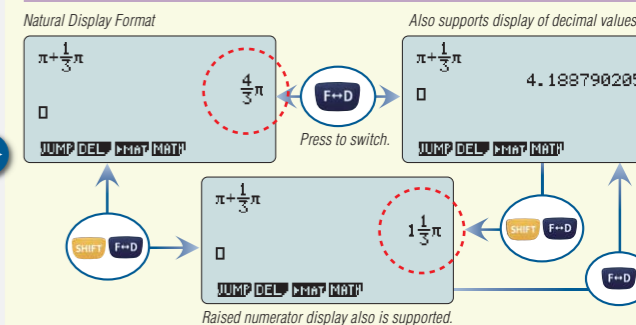 Natural Display Format
Also supports display of decimal values
π+1/3π
4/3π
JUMP DEL ▶MAT MATH
F↔D
Press to switch.
π+1/3π
4.188790205
JUMP DEL ▶MAT MATH
SHIFT F↔D
π+1/3π
1 1/3π
JUMP DEL ▶MAT MATH
SHIFT F↔D
F↔D
Raised numerator display also is supported.